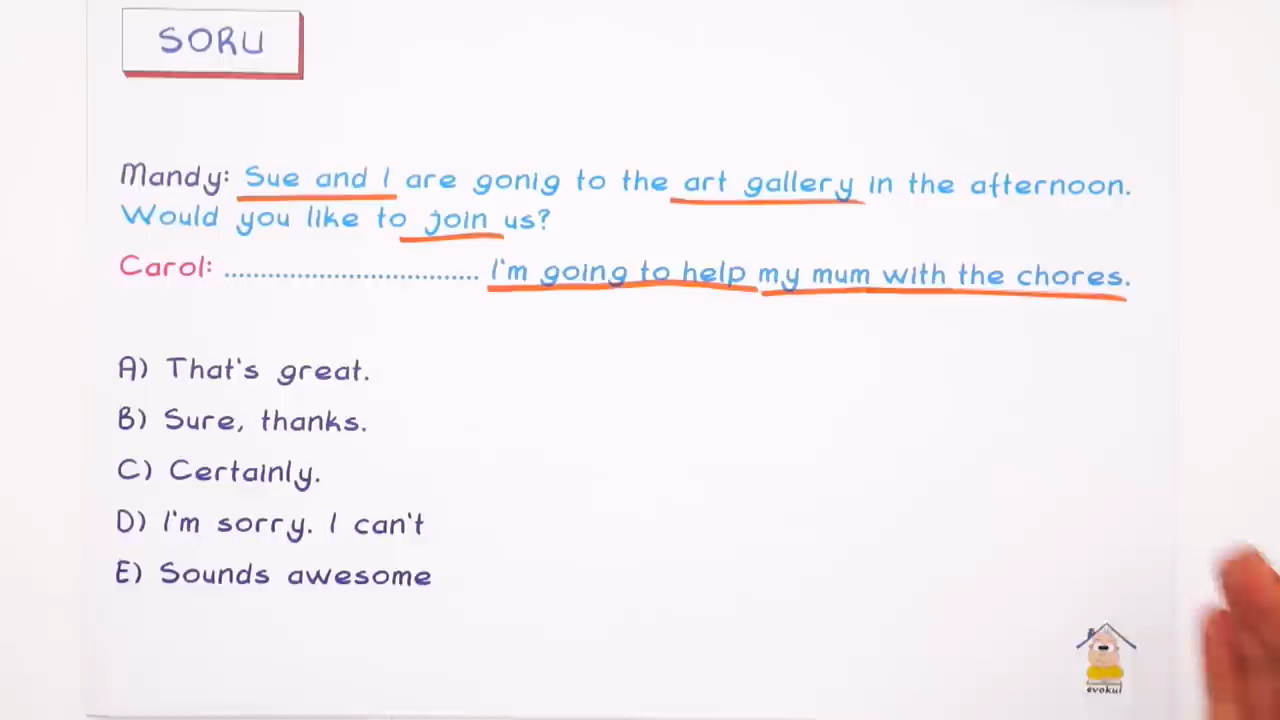 SORU
Mandy: Sue and I are gonig to the art gallery in the afternoon.
Would you like to join us?
Carol: .................................. I'm going to help my mum with the chores.
A) That's great.
B) Sure, thanks.
C) Certainly.
D) I'm sorry. I can't
E) Sounds awesome
evokul